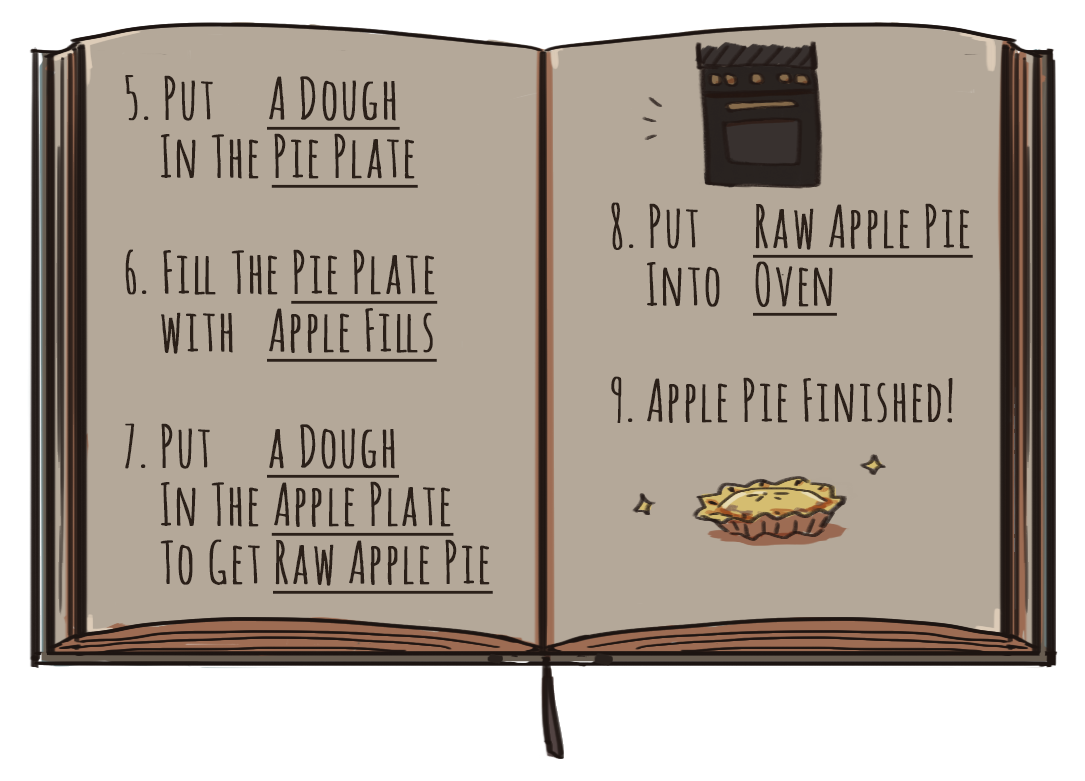 5. Put A Dough
In The Pie Plate
6. Fill The Pie Plate
with Apple Fills
7. Put a Dough
In The Apple Plate
To Get Raw Apple Pie
8. Put Raw Apple Pie
Into Oven
9. Apple Pie Finished!